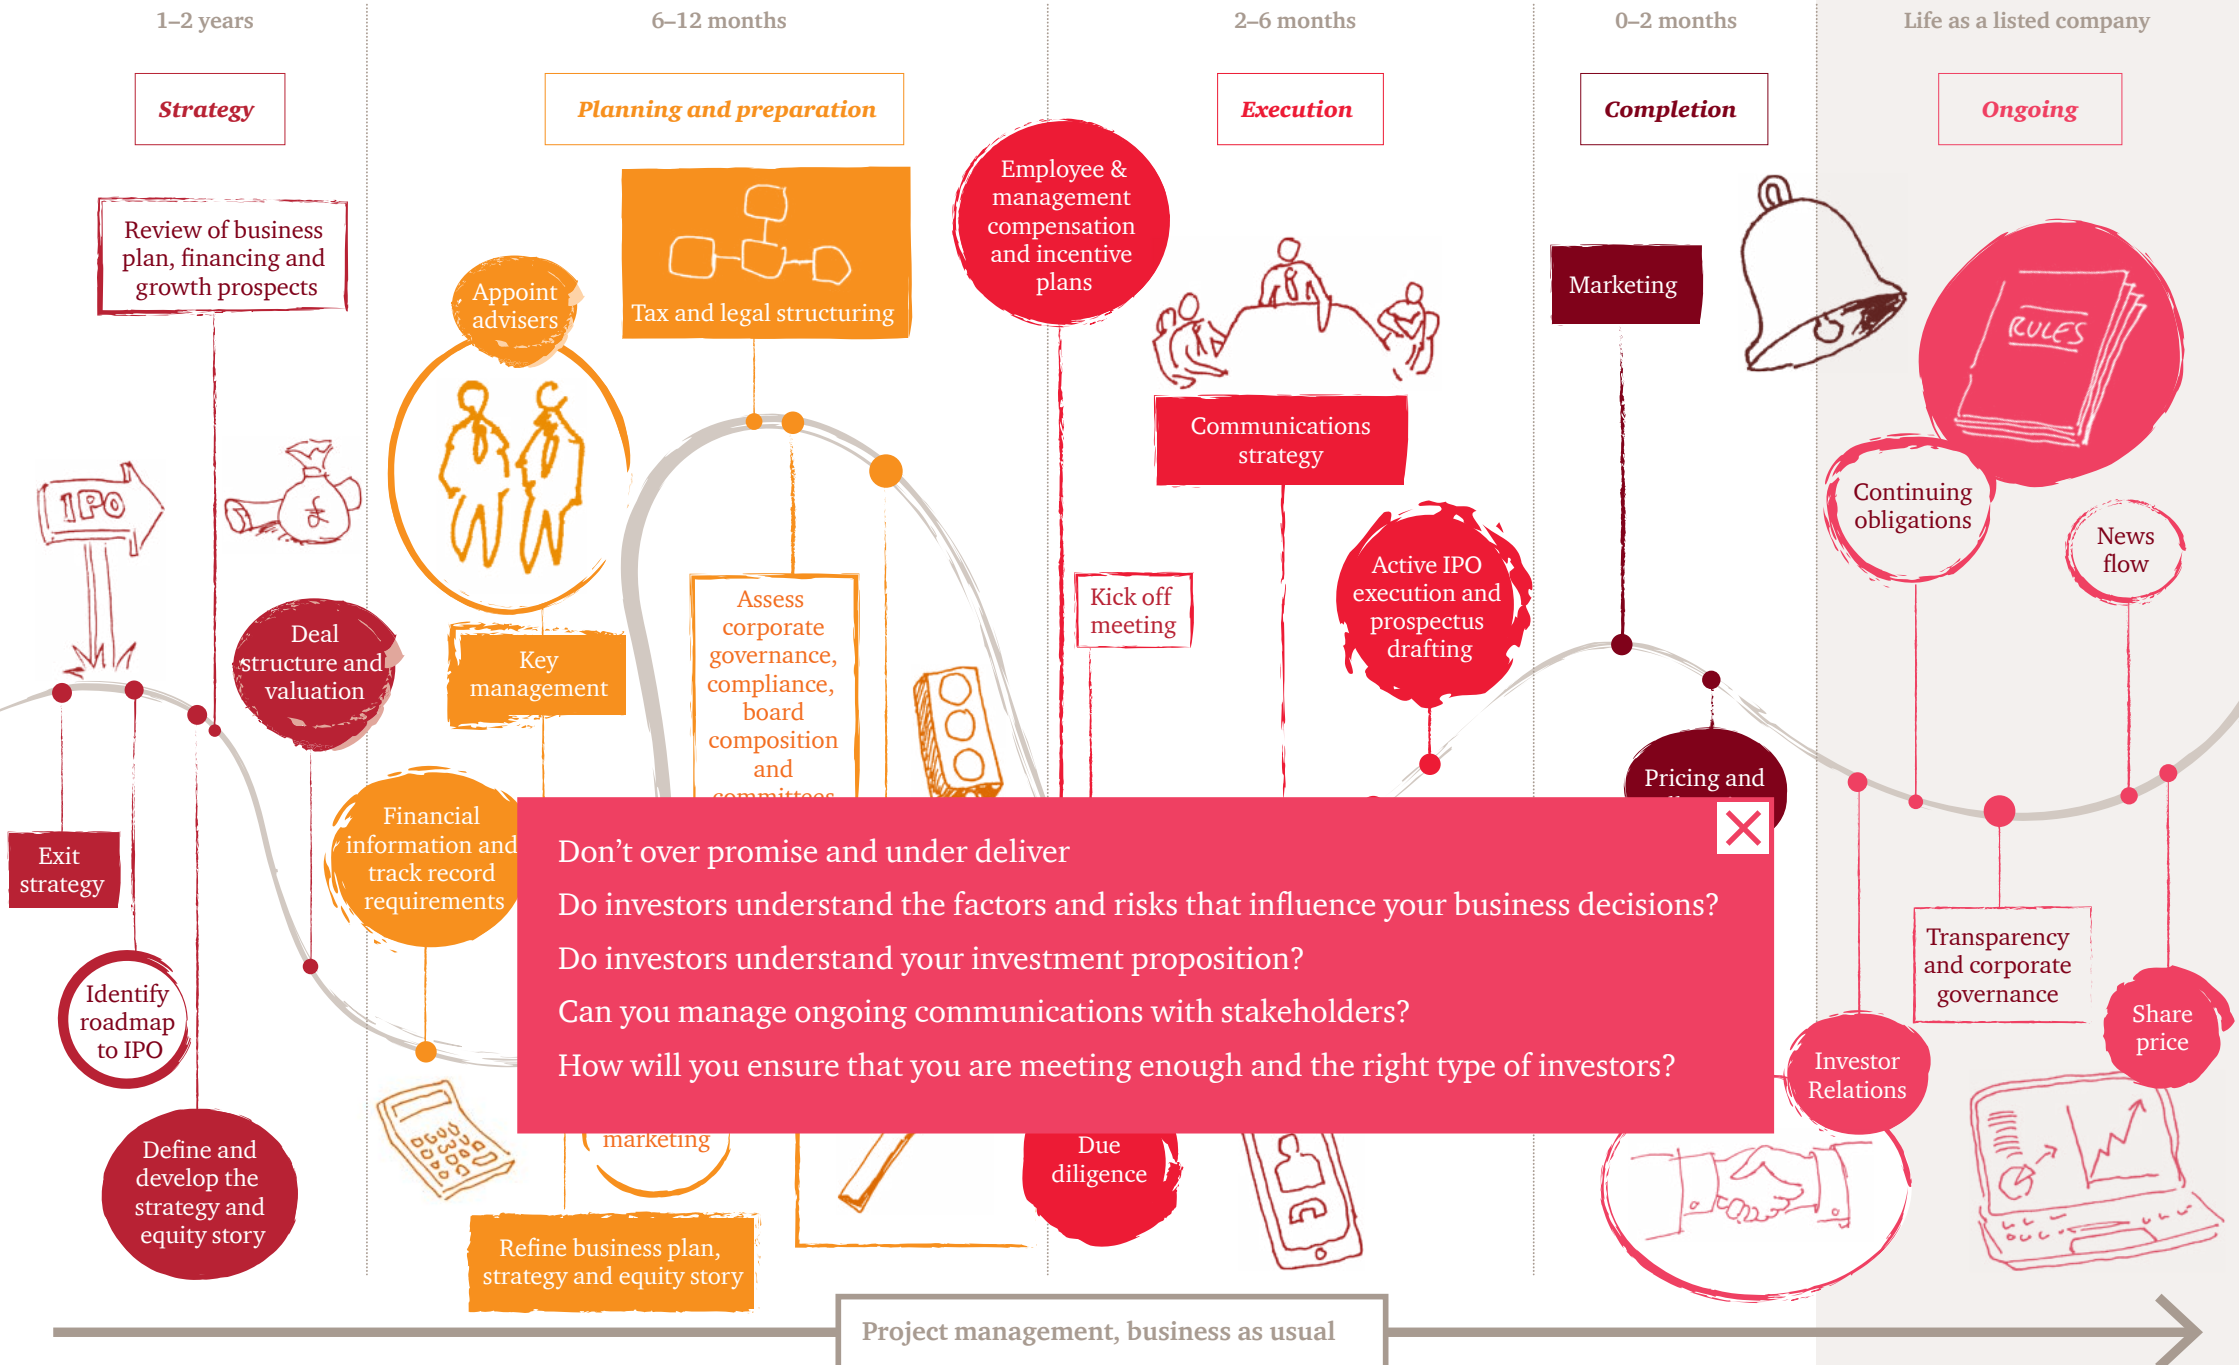 1–2 years
6–12 months
2–6 months
0–2 months
Life as a listed company
Strategy
Planning and preparation
Execution
Completion
Ongoing
Review of business
plan, financing and
growth prospects
IPO
£
Deal
structure and
valuation
Exit
strategy
Identify
roadmap
to IPO
Define and
develop the
strategy and
equity story
Appoint
advisers
Tax and legal structuring
Key
management
Assess
corporate
governance,
compliance,
board
composition
and
committees
Financial
information and
track record
requirements
marketing
Refine business plan,
strategy and equity story
Employee &
management
compensation
and incentive
plans
Communications
strategy
Kick off
meeting
Active IPO
execution and
prospectus
drafting
Due
diligence
Marketing
Pricing and
RULES
Continuing
obligations
News
flow
Transparency
and corporate
governance
Share
price
Investor
Relations
Don’t over promise and under deliver
Do investors understand the factors and risks that influence your business decisions?
Do investors understand your investment proposition?
Can you manage ongoing communications with stakeholders?
How will you ensure that you are meeting enough and the right type of investors?
Project management, business as usual